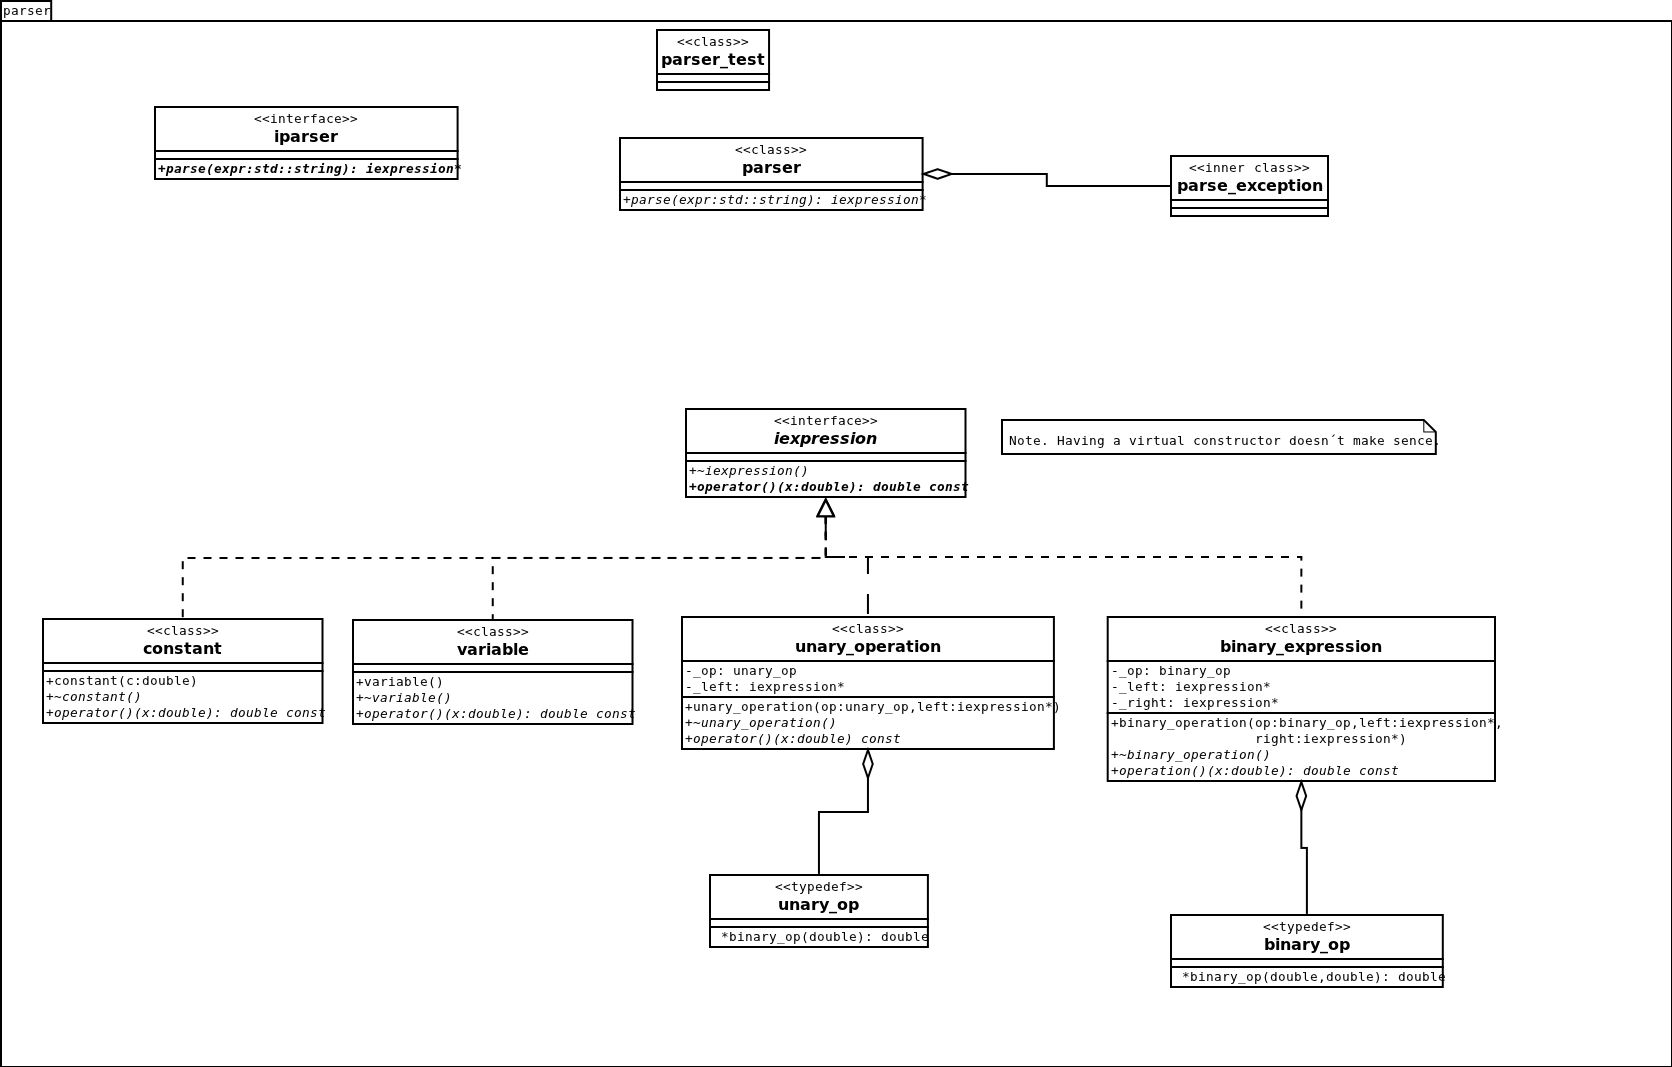 parser
<<class>>
parser_test
<<interface>>
iparser
+parse(expr:std::string): iexpression*
<<class>>
parser
+parse(expr:std::string): iexpression*
<<inner class>>
parse_exception
<<interface>>
iexpression
+~iexpression()
+operator()(x:double): double const
Note. Having a virtual constructor doesn´t make sence.
<<class>>
constant
+constant(c:double)
+~constant()
+operator()(x:double): double const
<<class>>
variable
+variable()
+~variable()
+operator()(x:double): double const
<<class>>
unary_operation
-_op: unary_op
-_left: iexpression*
+unary_operation(op:unary_op,left:iexpression*)
+~unary_operation()
+operator()(x:double) const
<<class>>
binary_expression
-_op: binary_op
-_left: iexpression*
-_right: iexpression*
+binary_operation(op:binary_op,left:iexpression*,
right:iexpression*)
+~binary_operation()
+operation()(x:double): double const
<<typedef>>
unary_op
*binary_op(double): double
<<typedef>>
binary_op
*binary_op(double,double): double